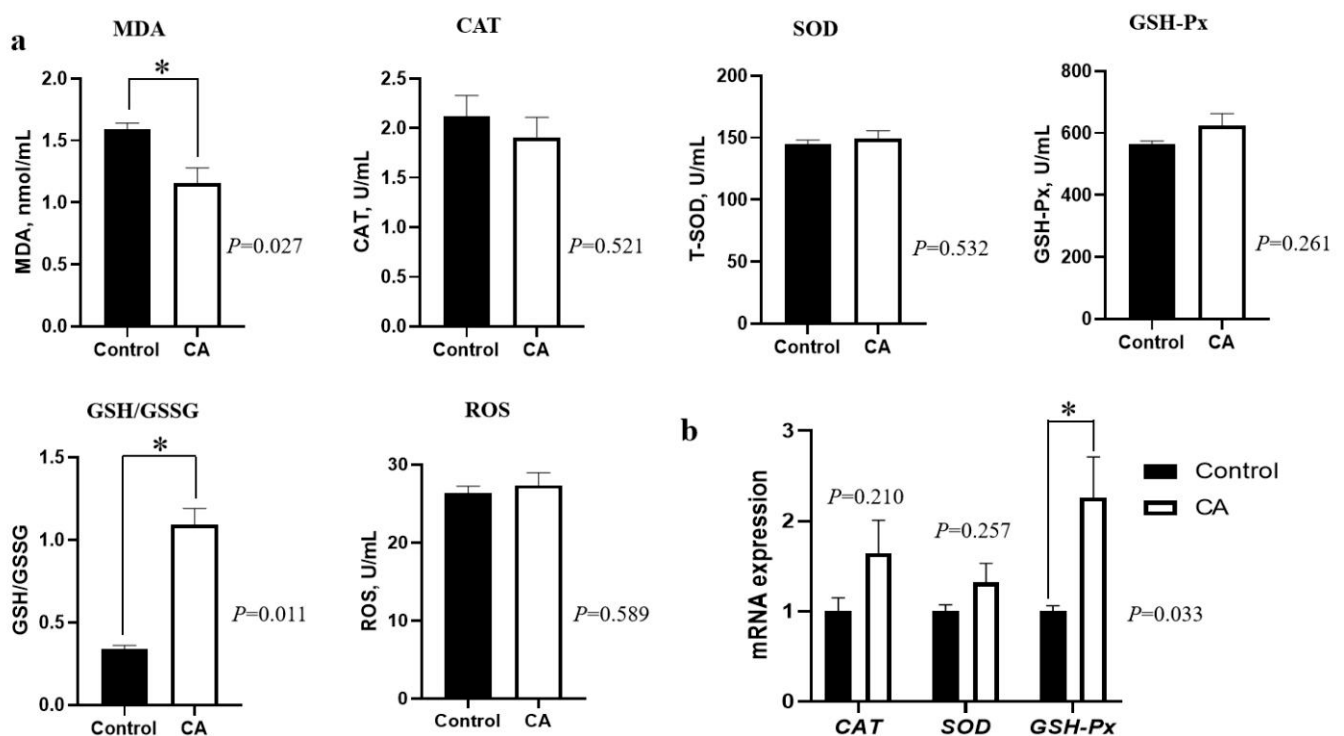 a
MDA
MDA, nmol/mL
2.0
1.5
1.0
0.5
0.0
*
P=0.027
Control CA
CAT
CAT, U/mL
2.5
2.0
1.5
1.0
0.5
0.0
P=0.521
Control CA
SOD
T-SOD, U/mL
200
150
100
50
0
P=0.532
Control CA
GSH-Px
GSH-Px, U/mL
800
600
400
200
0
P=0.261
Control CA
GSH/GSSG
GSH/GSSG
1.5
1.0
0.5
0.0
*
P=0.011
Control CA
ROS
ROS, U/mL
30
20
10
0
P=0.589
Control CA
b
mRNA expression
3
2
1
0
P=0.210
P=0.257
*
P=0.033
CAT SOD GSH-Px
Control
CA